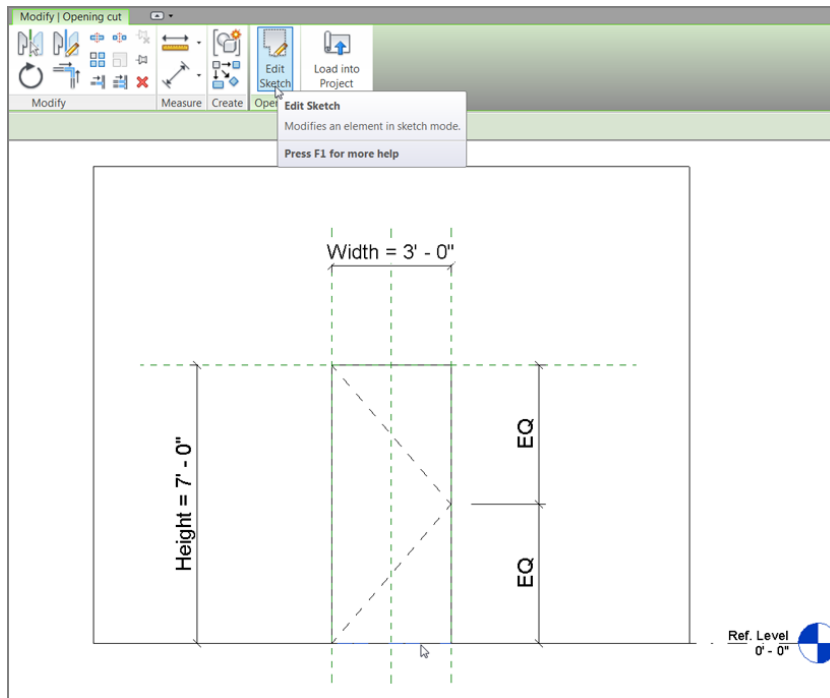 Modify | Opening cut
Edit
Sketch
Load into
Project
Modify
Measure
Create
Ope
Edit Sketch
Modifies an element in sketch mode.
Press F1 for more help
Width = 3' - 0"
Height = 7' - 0"
EQ
EQ
Ref. Level
0' - 0"